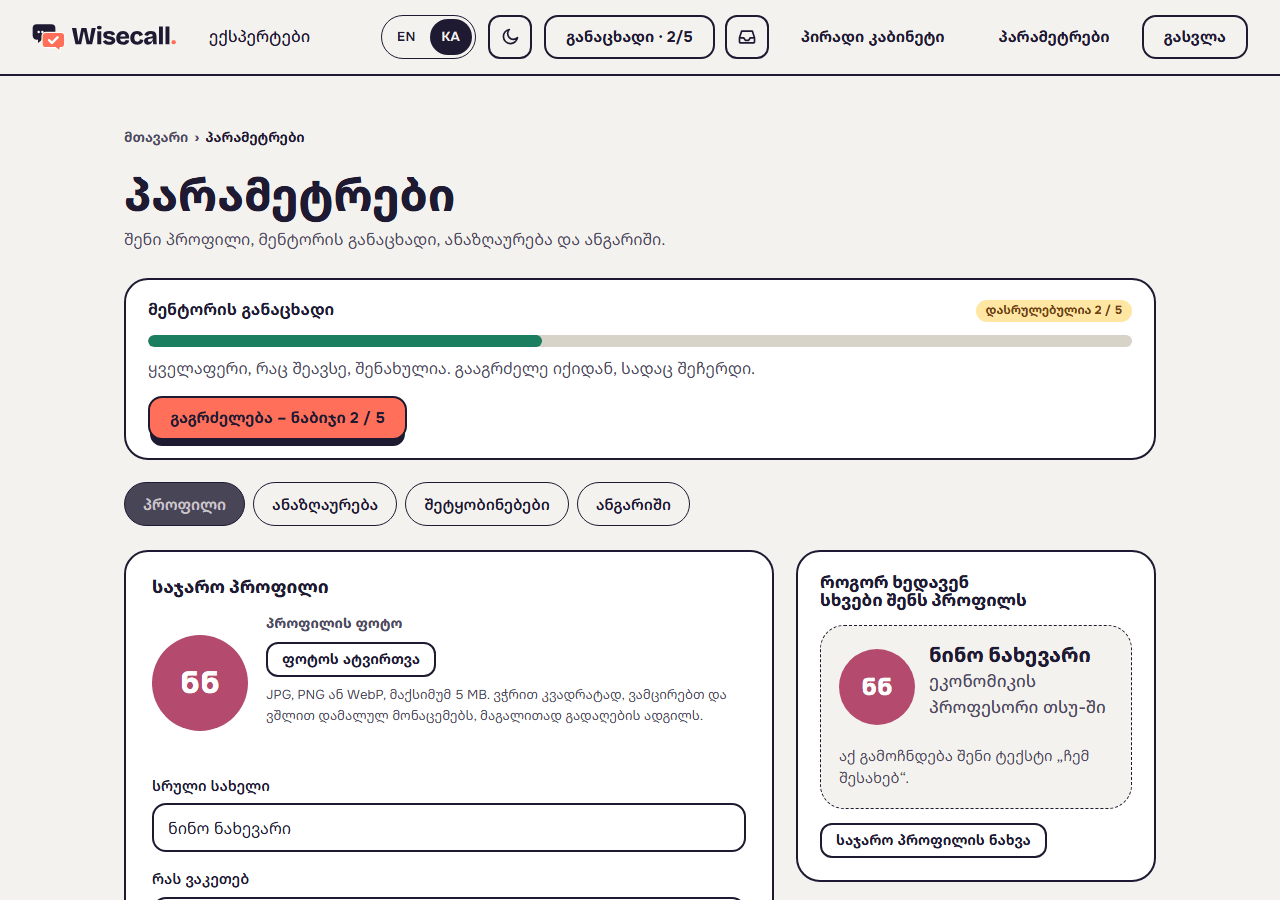 Wisecall.
ექსპერტები
EN
KA
განაცხადი · 2/5
პირადი კაბინეტი
პარამეტრები
გასვლა
მთავარი › პარამეტრები
პარამეტრები
შენი პროფილი, მენტორის განაცხადი, ანაზღაურება და ანგარიში.
მენტორის განაცხადი
დასრულებულია 2 / 5
ყველაფერი, რაც შეავსე, შენახულია. გააგრძელე იქიდან, სადაც შეჩერდი.
გაგრძელება – ნაბიჯი 2 / 5
პროფილი
ანაზღაურება
შეტყობინებები
ანგარიში
საჯარო პროფილი
პროფილის ფოტო
ნნ
ფოტოს ატვირთვა
JPG, PNG ან WebP, მაქსიმუმ 5 MB. ვჭრით კვადრატად, ვამცირებთ და
ვშლით დამალულ მონაცემებს, მაგალითად გადაღების ადგილს.
სრული სახელი
ნინო ნახევარი
რას ვაკეთებ
როგორ ხედავენ
სხვები შენს პროფილს
ნნ
ნინო ნახევარი
ეკონომიკის
პროფესორი თსუ-ში
აქ გამოჩნდება შენი ტექსტი „ჩემ
შესახებ“.
საჯარო პროფილის ნახვა